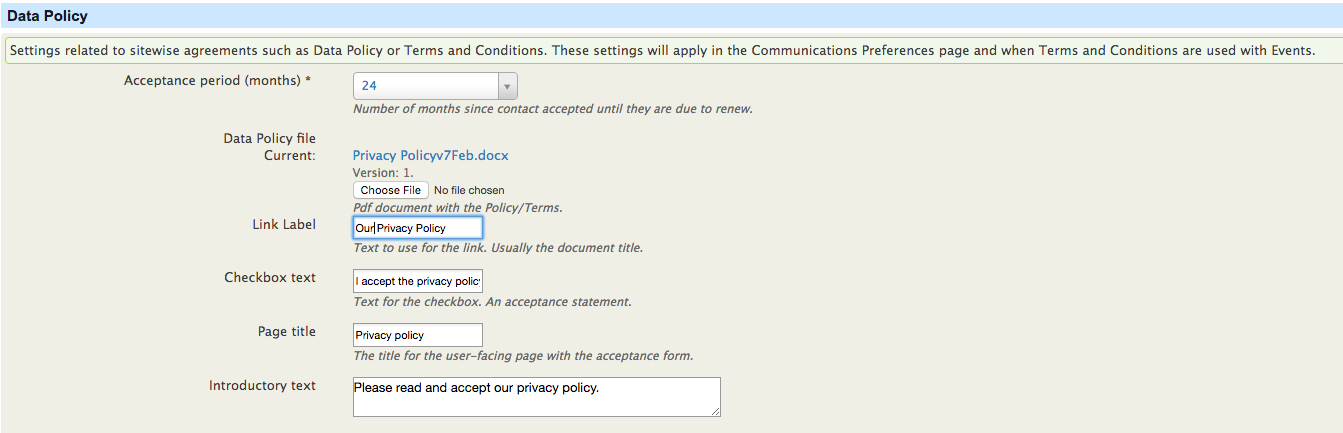 Data Policy
Settings related to sitewise agreements such as Data Policy or Terms and Conditions. These settings will apply in the Communications Preferences page and when Terms and Conditions are used with Events.
Acceptance period (months) * 24
Number of months since contact accepted until they are due to renew.
Data Policy file
Current: Privacy Policyv7Feb.docx
Version: 1.
Choose File No file chosen
Pdf document with the Policy/Terms.
Link Label Our Privacy Policy
Text to use for the link. Usually the document title.
Checkbox text I accept the privacy polic
Text for the checkbox. An acceptance statement.
Page title Privacy policy
The title for the user-facing page with the acceptance form.
Introductory text Please read and accept our privacy policy.